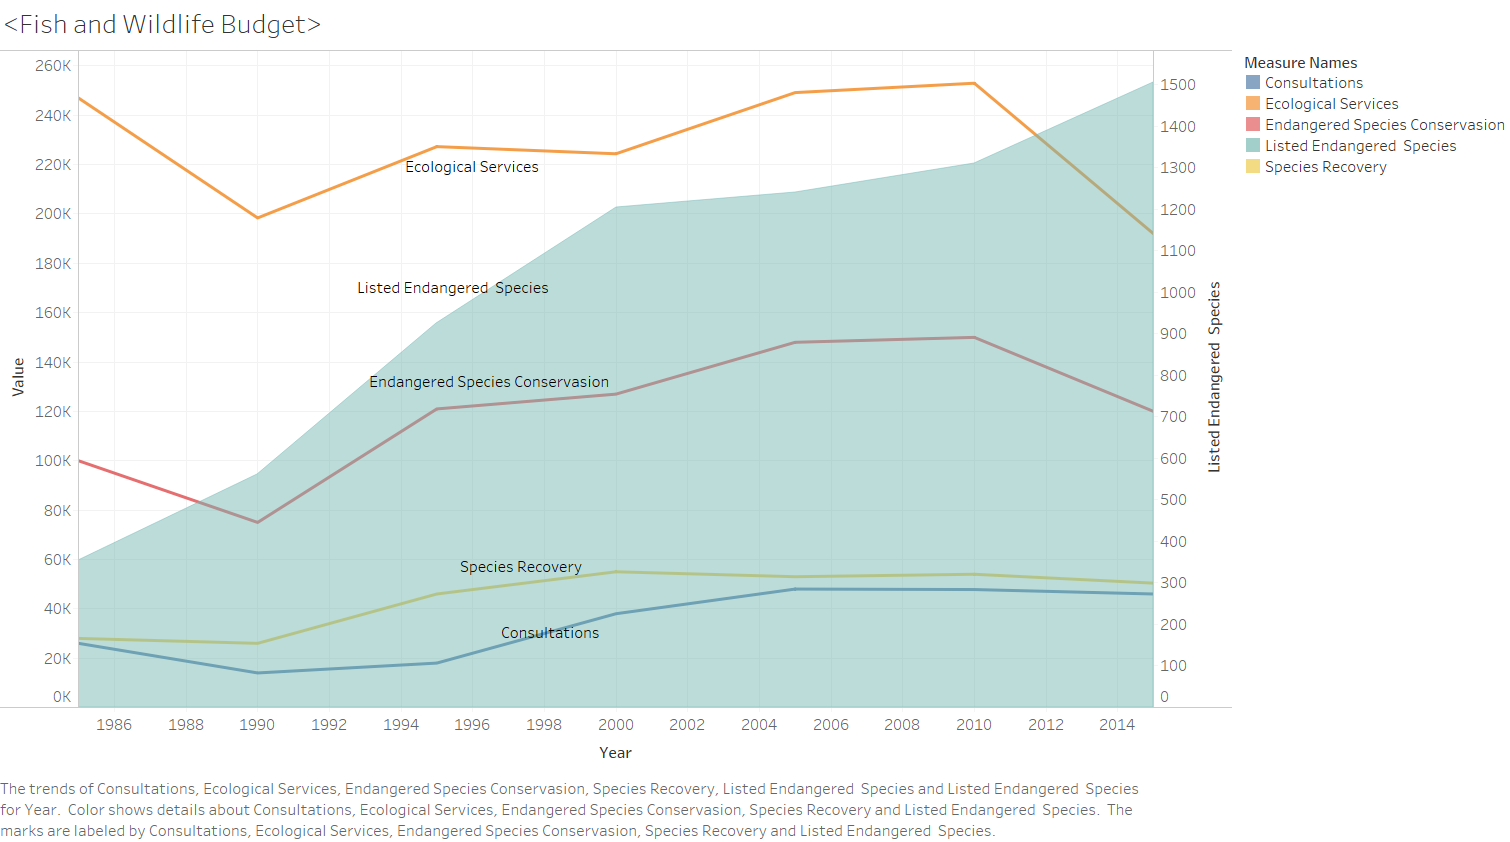 <Fish and Wildlife Budget>
Measure Names
Consultations
Ecological Services
Endangered Species Conservasion
Listed Endangered  Species
Species Recovery
260K
240K
220K
200K
180K
160K
140K
120K
100K
80K
60K
40K
20K
0K
Value
Ecological Services
Listed Endangered  Species
Endangered Species Conservasion
Species Recovery
Consultations
1500
1400
1300
1200
1100
1000
900
800
700
600
500
400
300
200
100
0
Listed Endangered  Species
1986 1988 1990 1992 1994 1996 1998 2000 2002 2004 2006 2008 2010 2012 2014
Year
The trends of Consultations, Ecological Services, Endangered Species Conservasion, Species Recovery, Listed Endangered  Species and Listed Endangered  Species
for Year.  Color shows details about Consultations, Ecological Services, Endangered Species Conservasion, Species Recovery and Listed Endangered  Species.  The
marks are labeled by Consultations, Ecological Services, Endangered Species Conservasion, Species Recovery and Listed Endangered  Species.